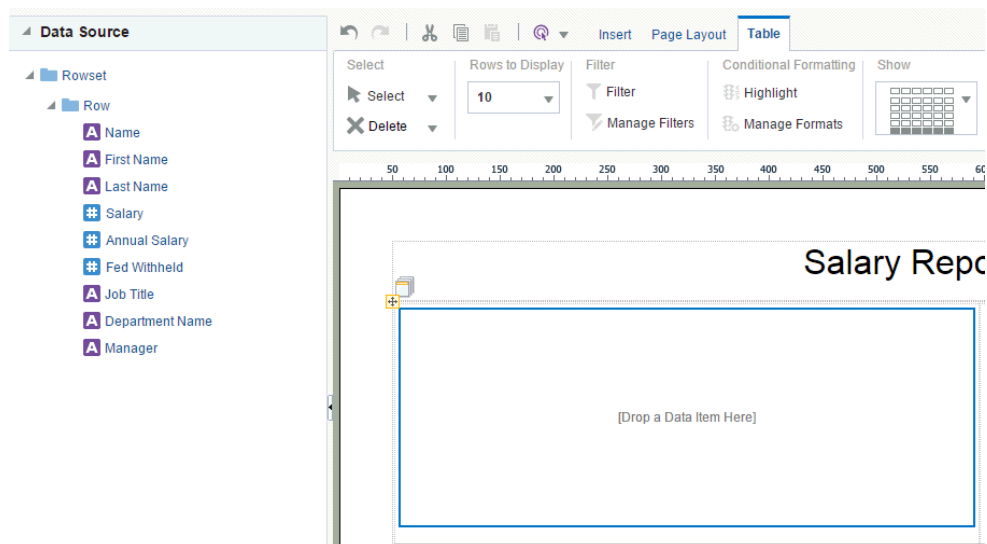 Data Source
Rowset
Row
A Name
A First Name
A Last Name
# Salary
# Annual Salary
# Fed Withheld
A Job Title
A Department Name
A Manager
Insert Page Layout Table
Select Rows to Display Filter Conditional Formatting Show
Select 10 Filter Highlight
Delete Manage Filters Manage Formats
50 100 150 200 250 300 350 400 450 500 550 60
Salary Repo
[Drop a Data Item Here]